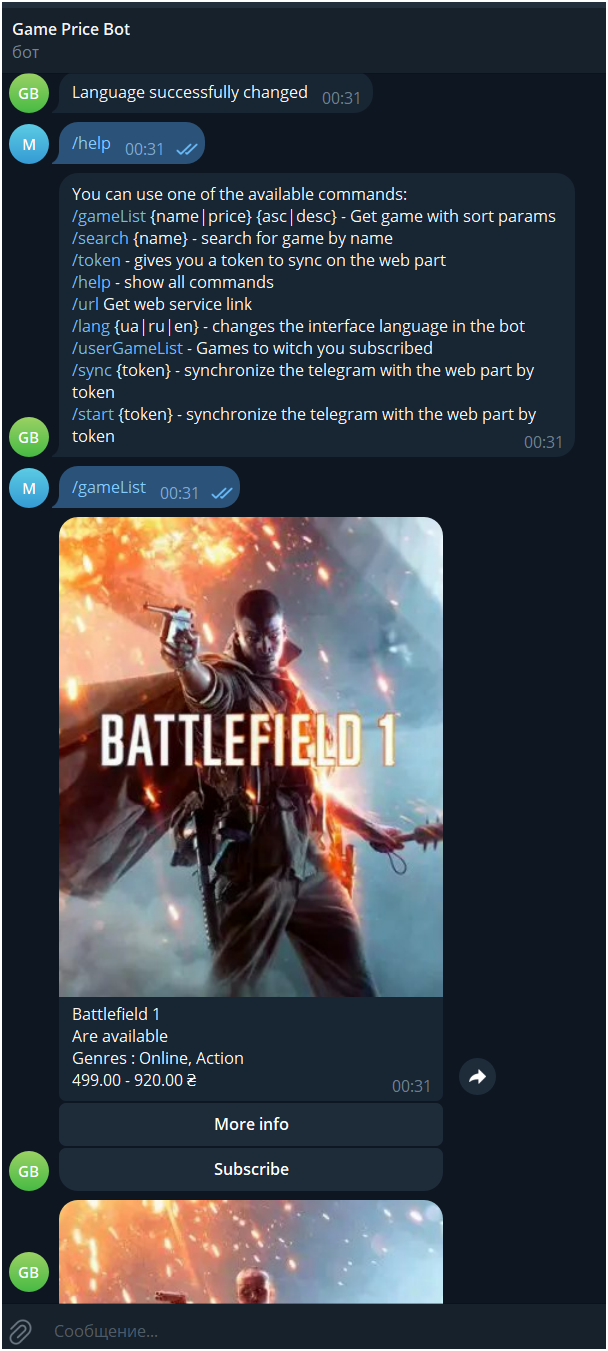 Game Price Bot
бот
GB
Language successfully changed 00:31
M
/help 00:31
You can use one of the available commands:
/gameList {name|price} {asc|desc} - Get game with sort params
/search {name} - search for game by name
/token - gives you a token to sync on the web part
/help - show all commands
/url Get web service link
/lang {ua|ru|en} - changes the interface language in the bot
/userGameList - Games to witch you subscribed
/sync {token} - synchronize the telegram with the web part by
token
/start {token} - synchronize the telegram with the web part by
token
00:31
GB
M
/gameList 00:31
BATTLEFIELD 1
Battlefield 1
Are available
Genres : Online, Action
499.00 - 920.00 ₴
00:31
More info
Subscribe
GB
GB
Сообщение...